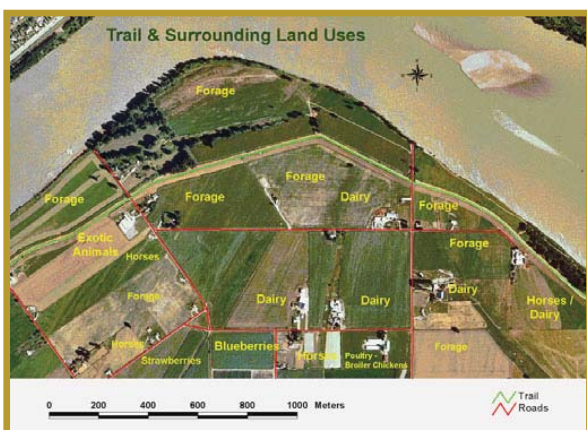 Trail & Surrounding Land Uses
Forage
Forage
Forage
Forage
Dairy
Forage
Exotic
Animals
Horses
Forage
Forage
Dairy
Dairy
Dairy
Horses /
Dairy
Horses
Strawberries
Blueberries
Horses
Poultry -
Broiler Chickens
Forage
0 200 400 600 800 1000 Meters
Trail
Roads